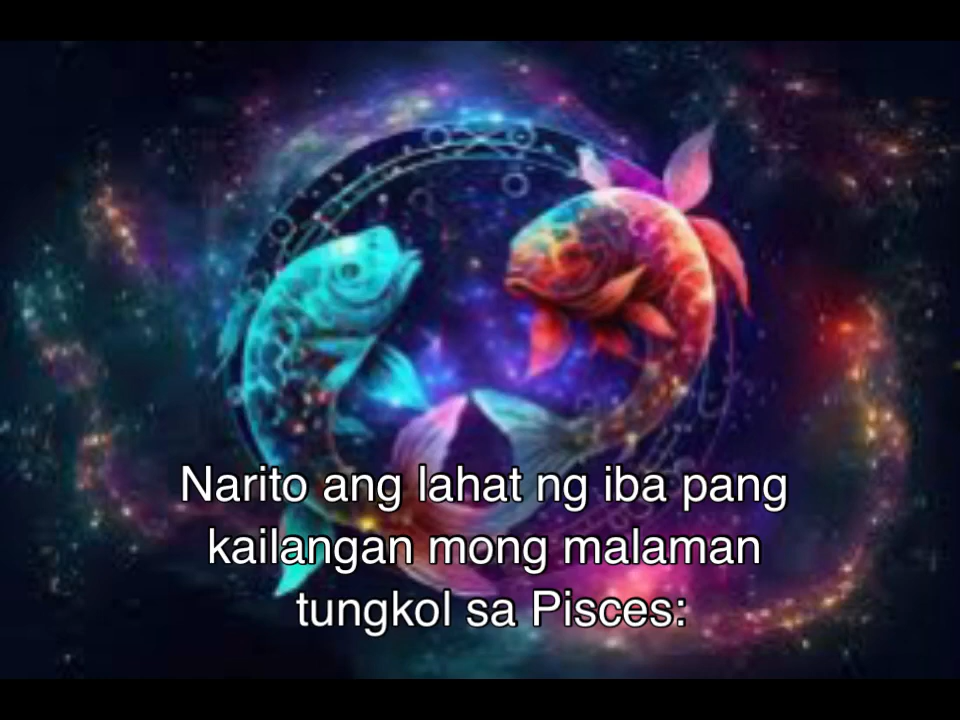 Narito ang lahat ng iba pang
kailangan mong malaman
tungkol sa Pisces: